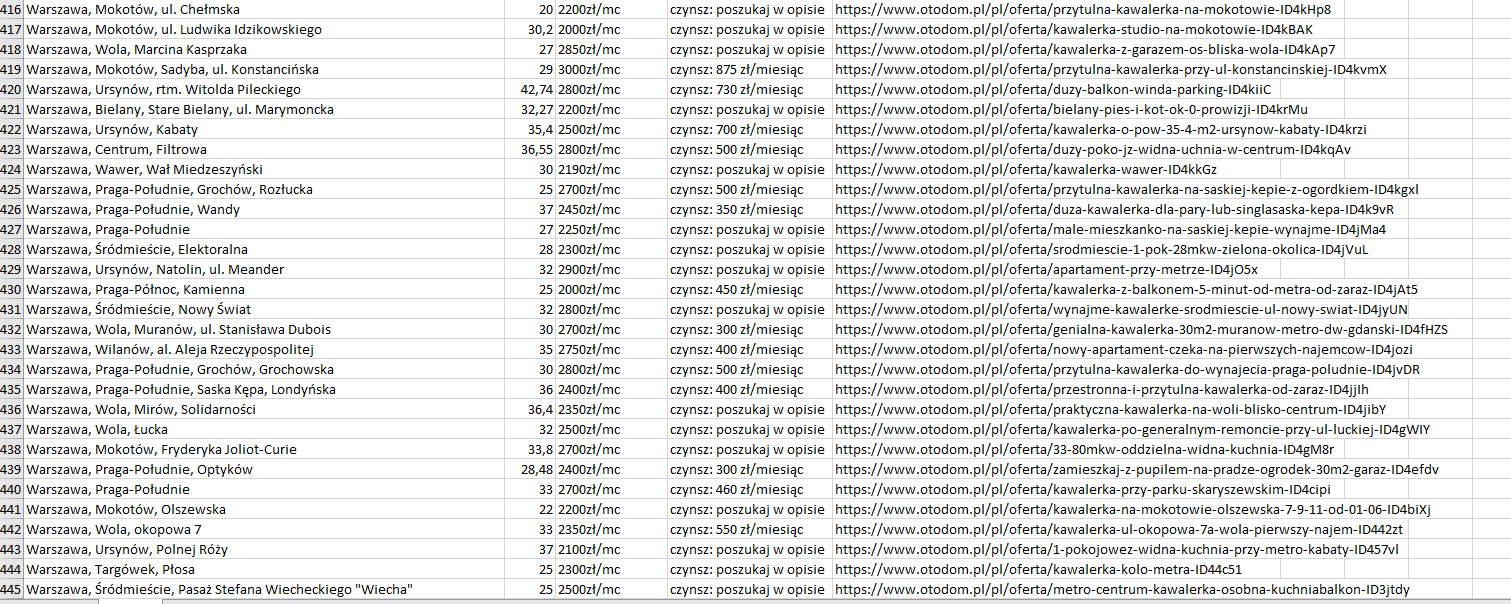 416 Warszawa, Mokotów, ul. Chełmska 20 2200zł/mc czynsz: poszukaj w opisie https://www.otodom.pl/pl/oferta/przytulna-kawalerka-na-mokotowie-ID4kHp8
417 Warszawa, Mokotów, ul. Ludwika Idzikowskiego 30,2 2000zł/mc czynsz: poszukaj w opisie https://www.otodom.pl/pl/oferta/kawalerka-studio-na-mokotowie-ID4kBAK
418 Warszawa, Wola, Marcina Kasprzaka 27 2850zł/mc czynsz: poszukaj w opisie https://www.otodom.pl/pl/oferta/kawalerka-z-garazem-os-bliska-wola-ID4kAp7
419 Warszawa, Mokotów, Sadyba, ul. Konstancińska 29 3000zł/mc czynsz: 875 zł/miesiąc https://www.otodom.pl/pl/oferta/przytulna-kawalerka-przy-ul-konstancinskiej-ID4kvmX
420 Warszawa, Ursynów, rtm. Witolda Pileckiego 42,74 2800zł/mc czynsz: 730 zł/miesiąc https://www.otodom.pl/pl/oferta/duzy-balkon-winda-parking-ID4kiiC
421 Warszawa, Bielany, Stare Bielany, ul. Marymoncka 32,27 2200zł/mc czynsz: poszukaj w opisie https://www.otodom.pl/pl/oferta/bielany-pies-i-kot-ok-0-prowizji-ID4krMu
422 Warszawa, Ursynów, Kabaty 35,4 2500zł/mc czynsz: 700 zł/miesiąc https://www.otodom.pl/pl/oferta/kawalerka-o-pow-35-4-m2-ursynow-kabaty-ID4krzi
423 Warszawa, Centrum, Filtrowa 36,55 2800zł/mc czynsz: 500 zł/miesiąc https://www.otodom.pl/pl/oferta/duzy-poko-jz-widna-uchnia-w-centrum-ID4kqAv
424 Warszawa, Wawer, Wał Miedzeszyński 30 2190zł/mc czynsz: poszukaj w opisie https://www.otodom.pl/pl/oferta/kawalerka-wawer-ID4kkGz
425 Warszawa, Praga-Południe, Grochów, Rozłucka 25 2700zł/mc czynsz: 500 zł/miesiąc https://www.otodom.pl/pl/oferta/przytulna-kawalerka-na-saskiej-kepie-z-ogordkiem-ID4kgxl
426 Warszawa, Praga-Południe, Wandy 37 2450zł/mc czynsz: 350 zł/miesiąc https://www.otodom.pl/pl/oferta/duza-kawalerka-dla-pary-lub-singlasaska-kepa-ID4k9vR
427 Warszawa, Praga-Południe 27 2250zł/mc czynsz: poszukaj w opisie https://www.otodom.pl/pl/oferta/male-mieszkanko-na-saskiej-kepie-wynajme-ID4jMa4
428 Warszawa, Śródmieście, Elektoralna 28 2300zł/mc czynsz: poszukaj w opisie https://www.otodom.pl/pl/oferta/srodmiescie-1-pok-28mkw-zielona-okolica-ID4jVuL
429 Warszawa, Ursynów, Natolin, ul. Meander 32 2900zł/mc czynsz: poszukaj w opisie https://www.otodom.pl/pl/oferta/apartament-przy-metrze-ID4jO5x
430 Warszawa, Praga-Północ, Kamienna 25 2000zł/mc czynsz: 450 zł/miesiąc https://www.otodom.pl/pl/oferta/kawalerka-z-balkonem-5-minut-od-metra-od-zaraz-ID4jAt5
431 Warszawa, Śródmieście, Nowy Świat 32 2800zł/mc czynsz: poszukaj w opisie https://www.otodom.pl/pl/oferta/wynajme-kawalerke-srodmiescie-ul-nowy-swiat-ID4jyUN
432 Warszawa, Wola, Muranów, ul. Stanisława Dubois 30 2700zł/mc czynsz: 300 zł/miesiąc https://www.otodom.pl/pl/oferta/genialna-kawalerka-30m2-muranow-metro-dw-gdanski-ID4fHZS
433 Warszawa, Wilanów, al. Aleja Rzeczypospolitej 35 2750zł/mc czynsz: 400 zł/miesiąc https://www.otodom.pl/pl/oferta/nowy-apartament-czeka-na-pierwszych-najemcow-ID4jozi
434 Warszawa, Praga-Południe, Grochów, Grochowska 30 2800zł/mc czynsz: 500 zł/miesiąc https://www.otodom.pl/pl/oferta/przytulna-kawalerka-do-wynajecia-praga-poludnie-ID4jvDR
435 Warszawa, Praga-Południe, Saska Kępa, Londyńska 36 2400zł/mc czynsz: 400 zł/miesiąc https://www.otodom.pl/pl/oferta/przestronna-i-przytulna-kawalerka-od-zaraz-ID4jjIh
436 Warszawa, Wola, Mirów, Solidarności 36,4 2350zł/mc czynsz: poszukaj w opisie https://www.otodom.pl/pl/oferta/praktyczna-kawalerka-na-woli-blisko-centrum-ID4jibY
437 Warszawa, Wola, Łucka 32 2500zł/mc czynsz: poszukaj w opisie https://www.otodom.pl/pl/oferta/kawalerka-po-generalnym-remoncie-przy-ul-luckiej-ID4gWIY
438 Warszawa, Mokotów, Fryderyka Joliot-Curie 33,8 2700zł/mc czynsz: poszukaj w opisie https://www.otodom.pl/pl/oferta/33-80mkw-oddzielna-widna-kuchnia-ID4gM8r
439 Warszawa, Praga-Południe, Optyków 28,48 2400zł/mc czynsz: 300 zł/miesiąc https://www.otodom.pl/pl/oferta/zamieszkaj-z-pupilem-na-pradze-ogrodek-30m2-garaz-ID4efdv
440 Warszawa, Praga-Południe 33 2700zł/mc czynsz: 460 zł/miesiąc https://www.otodom.pl/pl/oferta/kawalerka-przy-parku-skaryszewskim-ID4cipi
441 Warszawa, Mokotów, Olszewska 22 2200zł/mc czynsz: poszukaj w opisie https://www.otodom.pl/pl/oferta/kawalerka-na-mokotowie-olszewska-7-9-11-od-01-06-ID4biXj
442 Warszawa, Wola, okopowa 7 33 2350zł/mc czynsz: 550 zł/miesiąc https://www.otodom.pl/pl/oferta/kawalerka-ul-okopowa-7a-wola-pierwszy-najem-ID442zt
443 Warszawa, Ursynów, Polnej Róży 37 2100zł/mc czynsz: poszukaj w opisie https://www.otodom.pl/pl/oferta/1-pokojowez-widna-kuchnia-przy-metro-kabaty-ID457vl
444 Warszawa, Targówek, Płosa 25 2300zł/mc czynsz: poszukaj w opisie https://www.otodom.pl/pl/oferta/kawalerka-kolo-metra-ID44c51
445 Warszawa, Śródmieście, Pasaż Stefana Wiecheckiego "Wiecha" 25 2500zł/mc czynsz: poszukaj w opisie https://www.otodom.pl/pl/oferta/metro-centrum-kawalerka-osobna-kuchniabalkon-ID3jtdy